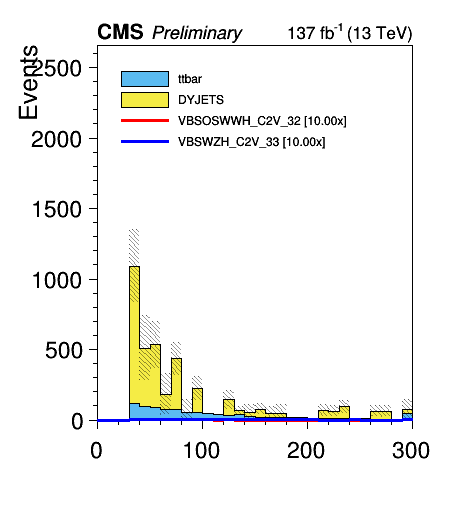 CMS Preliminary 137 fb⁻¹ (13 TeV)
Events
2500
ttbar
DYJETS
VBSOSWWH_C2V_32 [10.00x]
2000
VBSWZH_C2V_33 [10.00x]
1500
1000
500
0
0 100 200 300